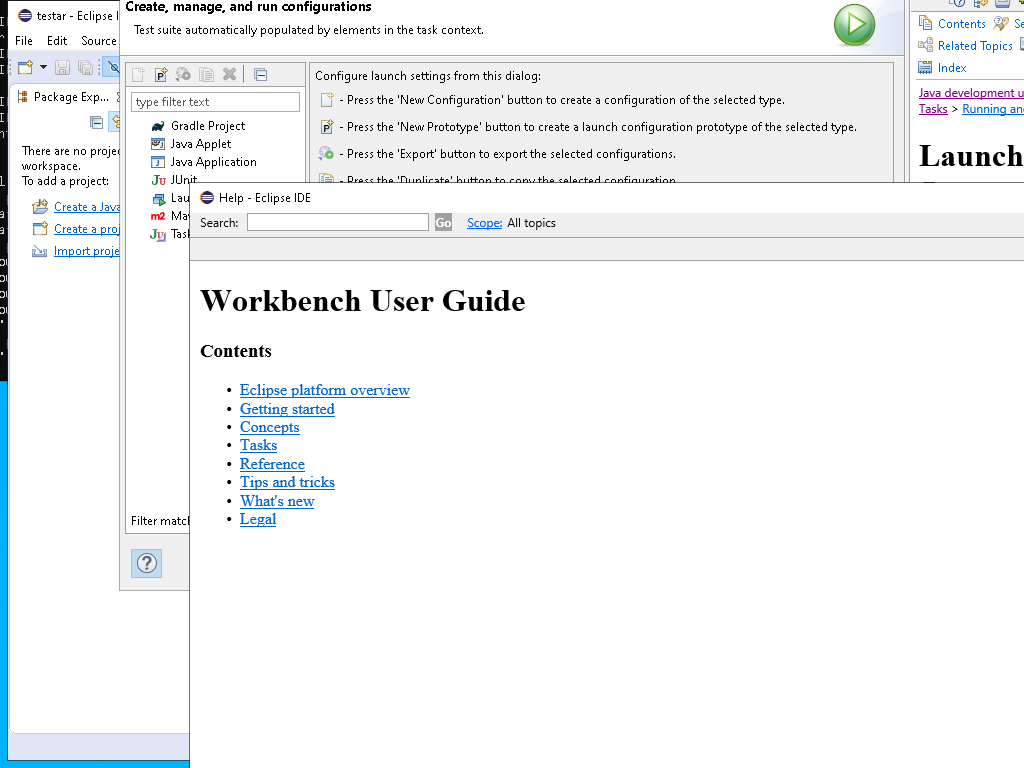 testar - Eclipse I
File Edit Source
Package Exp...
There are no proje
workspace.
To add a project:
Create a Java
Create a proj
Import proje
Create, manage, and run configurations
Test suite automatically populated by elements in the task context.
type filter text
Gradle Project
Java Applet
Java Application
JUnit
Lau
Ma
Task
Filter match
Configure launch settings from this dialog:
- Press the 'New Configuration' button to create a configuration of the selected type.
- Press the 'New Prototype' button to create a launch configuration prototype of the selected type.
- Press the 'Export' button to export the selected configurations.
- Press the 'Duplicate' button to copy the selected configuration.
Contents Se
Related Topics
Index
Java development u
Tasks > Running and
Launch
Help - Eclipse IDE
Search: Go Scope: All topics
Workbench User Guide
Contents
Eclipse platform overview
Getting started
Concepts
Tasks
Reference
Tips and tricks
What's new
Legal